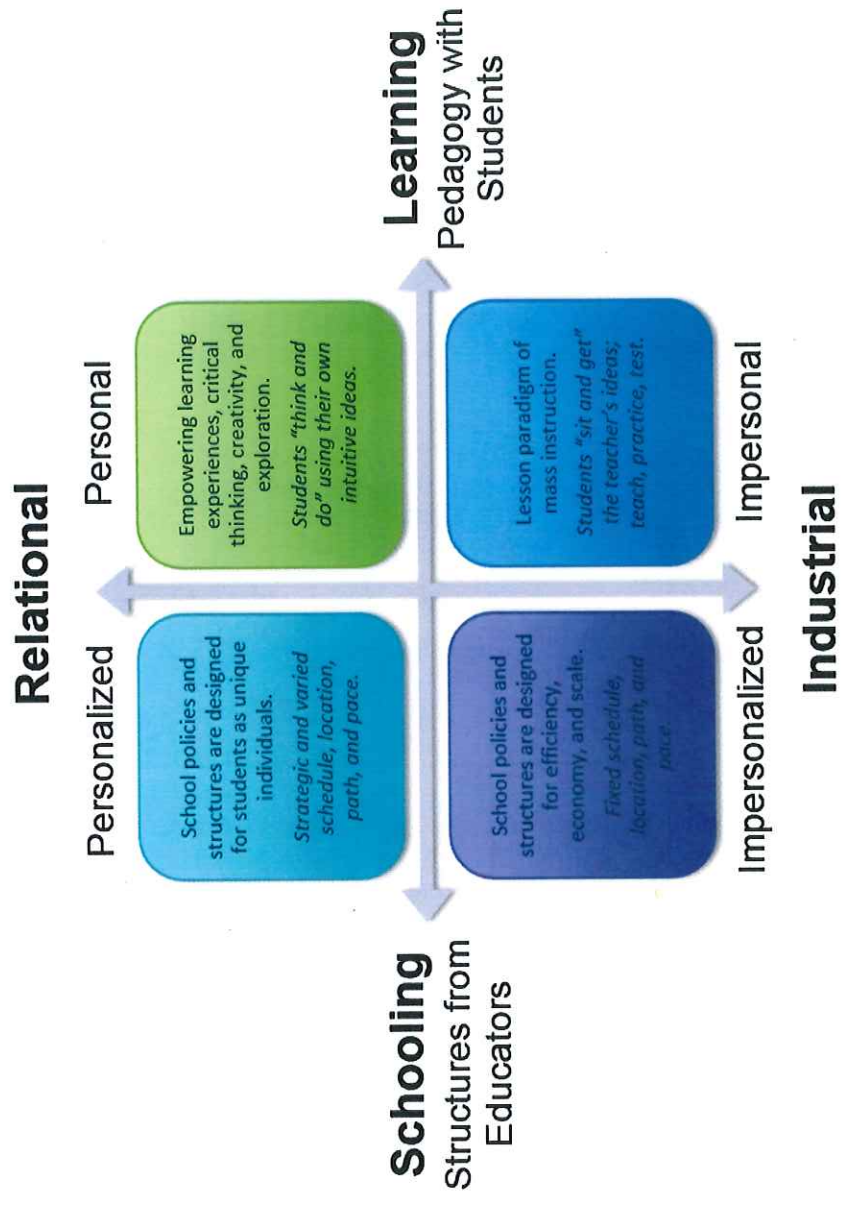 Relational
Personalized
Personal
School policies and
structures are designed
for students as unique
individuals.
Strategic and varied
schedule, location,
path, and pace.
Empowering learning
experiences, critical
thinking, creativity, and
exploration.
Students “think and
do” using their own
intuitive ideas.
Schooling
Structures from
Educators
Learning
Pedagogy with
Students
School policies and
structures are designed
for efficiency,
economy, and scale.
Fixed schedule,
location, path, and
pace.
Lesson paradigm of
mass instruction.
Students “sit and get”
the teacher’s ideas;
teach, practice, test.
Impersonalized
Impersonal
Industrial